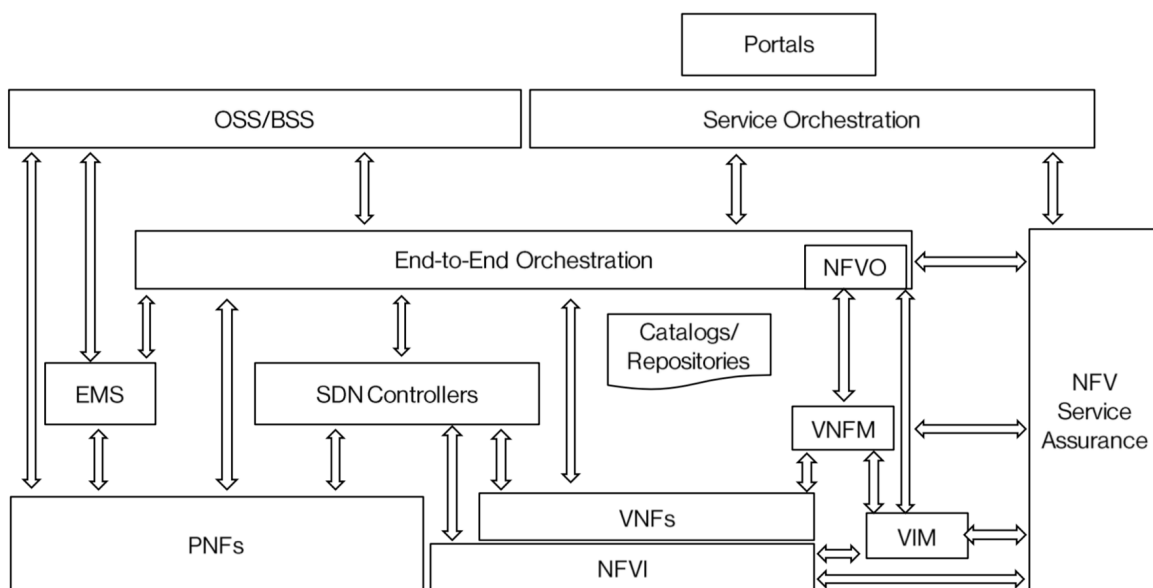 Portals
OSS/BSS
Service Orchestration
End-to-End Orchestration
NFVO
Catalogs/
Repositories
EMS
SDN Controllers
NFV
Service
Assurance
VNFM
VNFs
VIM
PNFs
NFVI